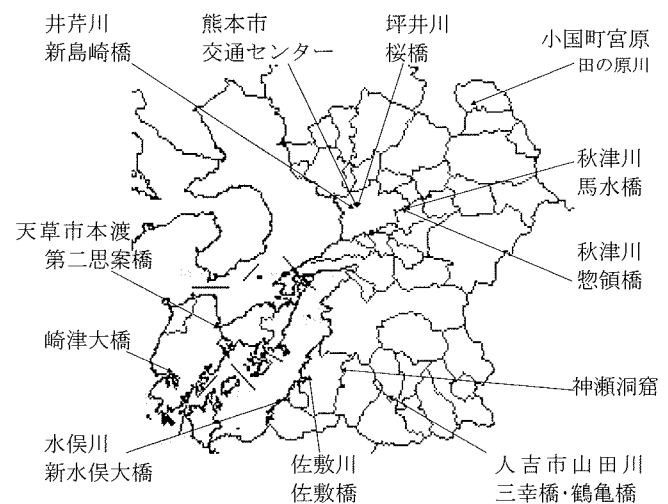 井芹川
新島崎橋
熊本市
交通センター
坪井川
桜橋
小国町宮原
田の原川
秋津川
馬水橋
秋津川
惣領橋
天草市本渡
第二思案橋
崎津大橋
神瀬洞窟
水俣川
新水俣大橋
佐敷川
佐敷橋
人吉市山田川
三幸橋・鶴亀橋